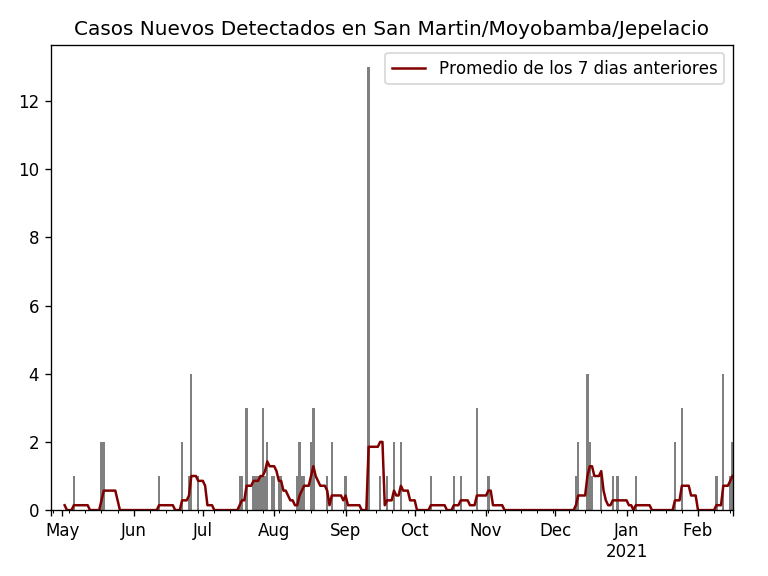 Casos Nuevos Detectados en San Martin/Moyobamba/Jepelacio
Promedio de los 7 dias anteriores
12
10
8
6
4
2
0
May Jun Jul Aug Sep Oct Nov Dec Jan Feb
2021